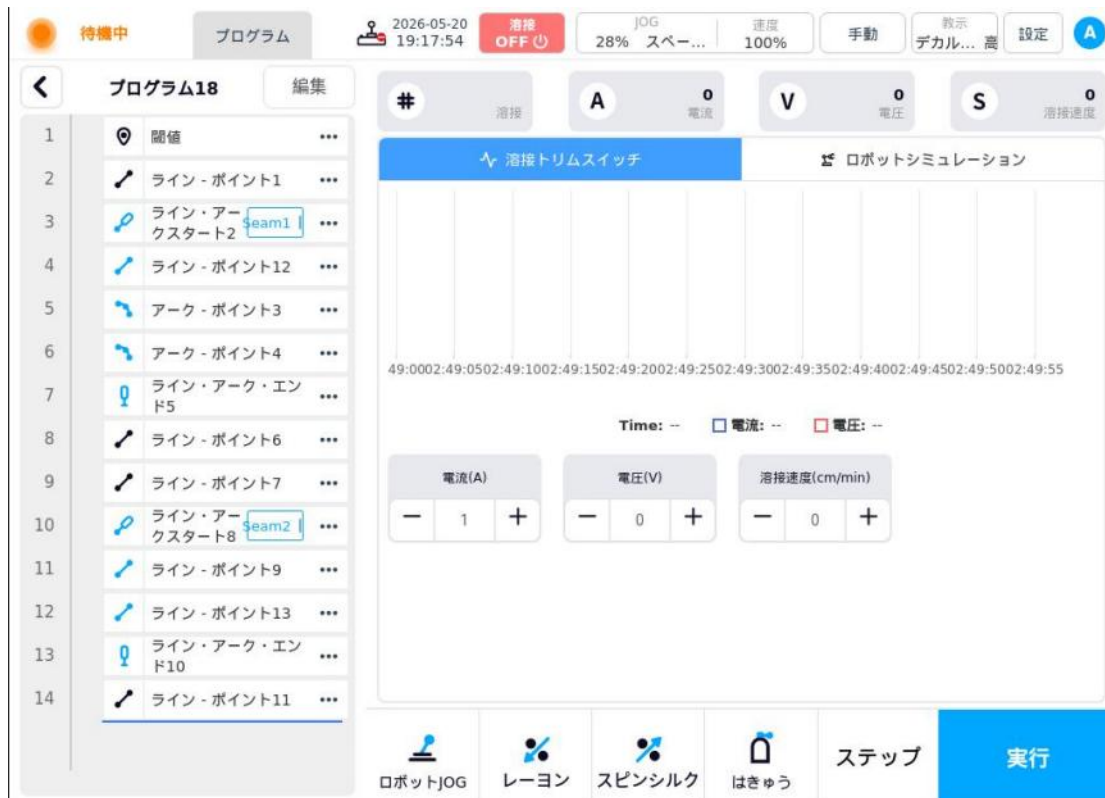 待機中
プログラム
2026-05-20
19:17:54
溶接
OFF
JOG
28% スペー...
速度
100%
手動
教示
デカル... 高
設定
A
プログラム18
編集
# 溶接
A 0
電流
V 0
電圧
S 0
溶接速度
1 閾値
2 ライン - ポイント1
3 ライン・アークスタート2 Seam1
4 ライン - ポイント12
5 アーク - ポイント3
6 アーク - ポイント4
7 ライン・アーク・エンド5
8 ライン - ポイント6
9 ライン - ポイント7
10 ライン・アークスタート8 Seam2
11 ライン - ポイント9
12 ライン - ポイント13
13 ライン・アーク・エンド10
14 ライン - ポイント11
溶接トリムスイッチ
ロボットシミュレーション
49:0002:49:0502:49:1002:49:1502:49:2002:49:2502:49:3002:49:3502:49:4002:49:4502:49:5002:49:55
Time: -- 電流: -- 電圧: --
電流(A)
− 1 +
電圧(V)
− 0 +
溶接速度(cm/min)
− 0 +
ロボットJOG
レーヨン
スピンシルク
はきゅう
ステップ
実行